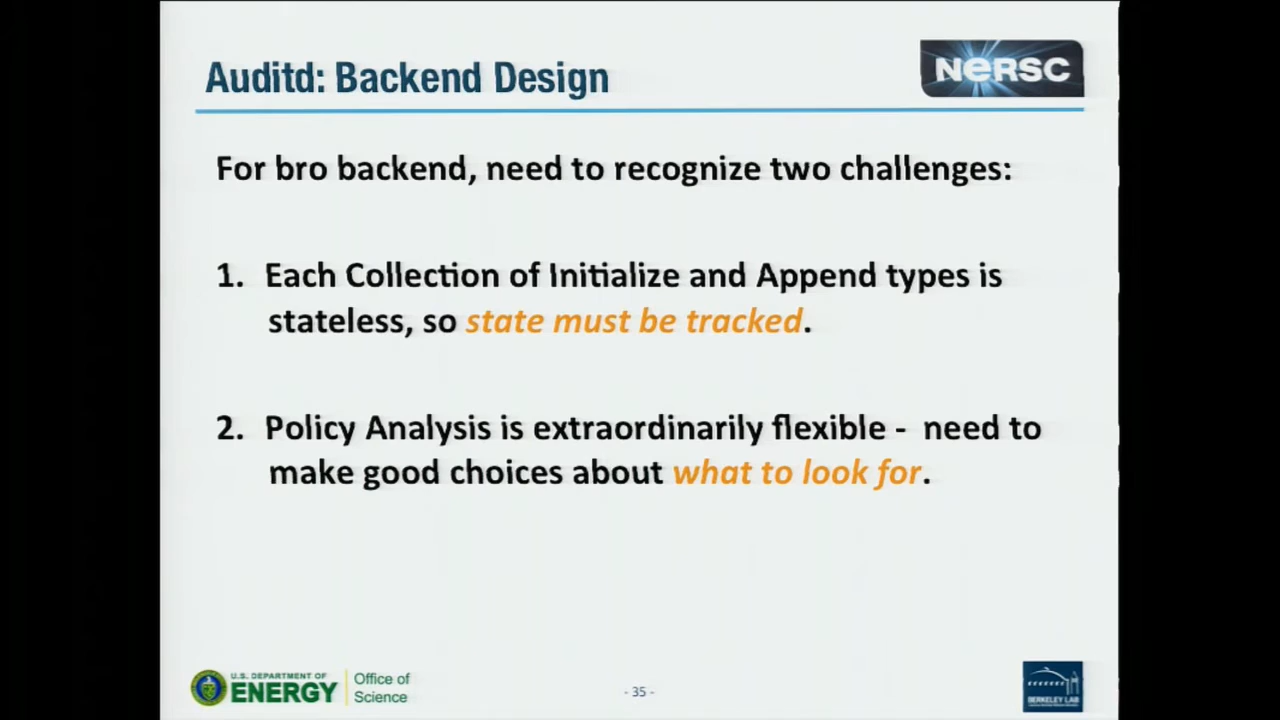 Auditd: Backend Design
NERSC
For bro backend, need to recognize two challenges:
1. Each Collection of Initialize and Append types is
stateless, so state must be tracked.
2. Policy Analysis is extraordinarily flexible - need to
make good choices about what to look for.
U.S. DEPARTMENT OF
ENERGY
Office of
Science
- 35 -
BERKELEY LAB